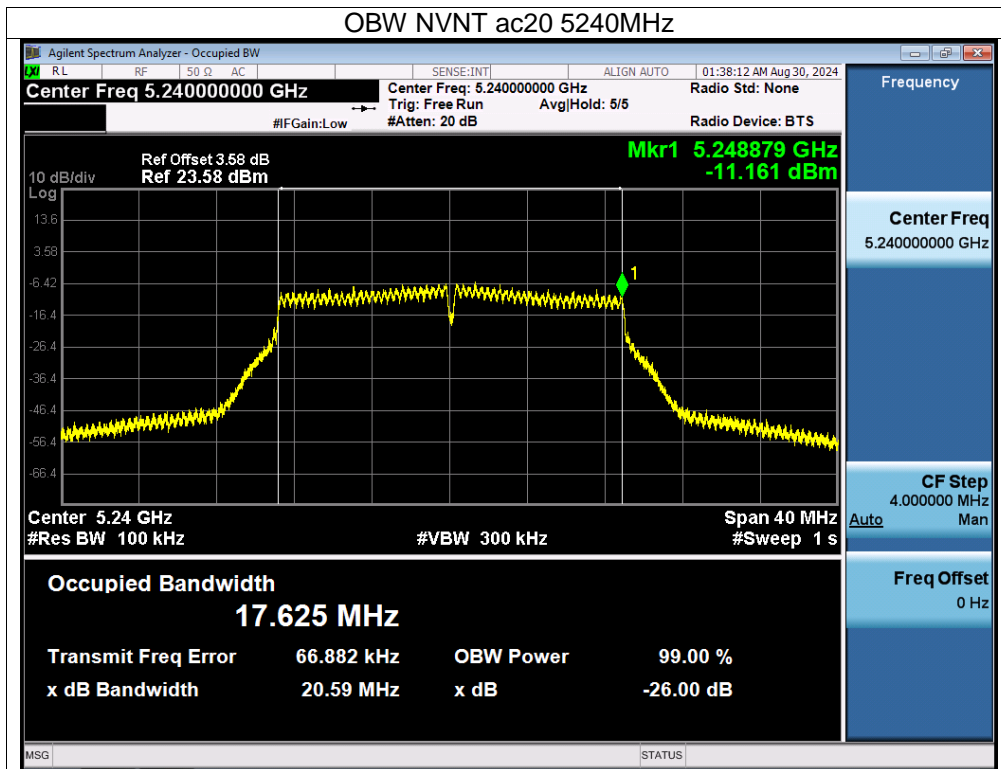 OBW NVNT ac20 5240MHz
Agilent Spectrum Analyzer - Occupied BW
LXI RL RF 50 Ω AC SENSE:INT ALIGN AUTO 01:38:12 AM Aug 30, 2024
Center Freq 5.240000000 GHz
Center Freq: 5.240000000 GHz
Radio Std: None
Trig: Free Run Avg|Hold: 5/5
#IFGain:Low
#Atten: 20 dB
Radio Device: BTS
Frequency
Mkr1 5.248879 GHz
-11.161 dBm
Ref Offset 3.58 dB
10 dB/div Ref 23.58 dBm
Log
13.6
3.58
-6.42
-16.4
-26.4
-36.4
-46.4
-56.4
-66.4
1
Center 5.24 GHz Span 40 MHz
#Res BW 100 kHz #VBW 300 kHz #Sweep 1 s
Center Freq
5.240000000 GHz
CF Step
4.000000 MHz
Auto Man
Freq Offset
0 Hz
Occupied Bandwidth
17.625 MHz
Transmit Freq Error 66.882 kHz OBW Power 99.00 %
x dB Bandwidth 20.59 MHz x dB -26.00 dB
MSG STATUS